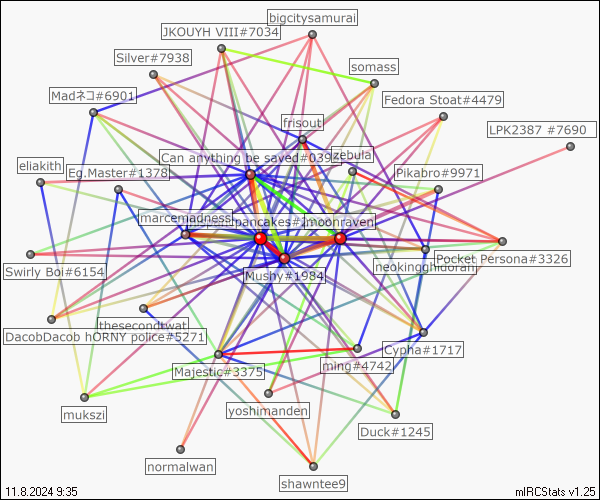 bigcitysamurai
JKOUYH VIII#7034
Silver#7938
somass
Madネコ#6901
Fedora Stoat#4479
frisout
LPK2387 #7690
Can anything be saved#039
zebula
eliakith
Eg.Master#1378
Pikabro#9971
marcemadness
pancakes#
moonraven
neokingghidorah
Pocket Persona#3326
Swirly Boi#6154
Mushy#1984
thesecondtwat
DacobDacob hORNY police#5271
Cypha#1717
Majestic#3375
ming#4742
mukszi
yoshimanden
Duck#1245
normalwan
shawntee9
11.8.2024 9:35
mIRCStats v1.25